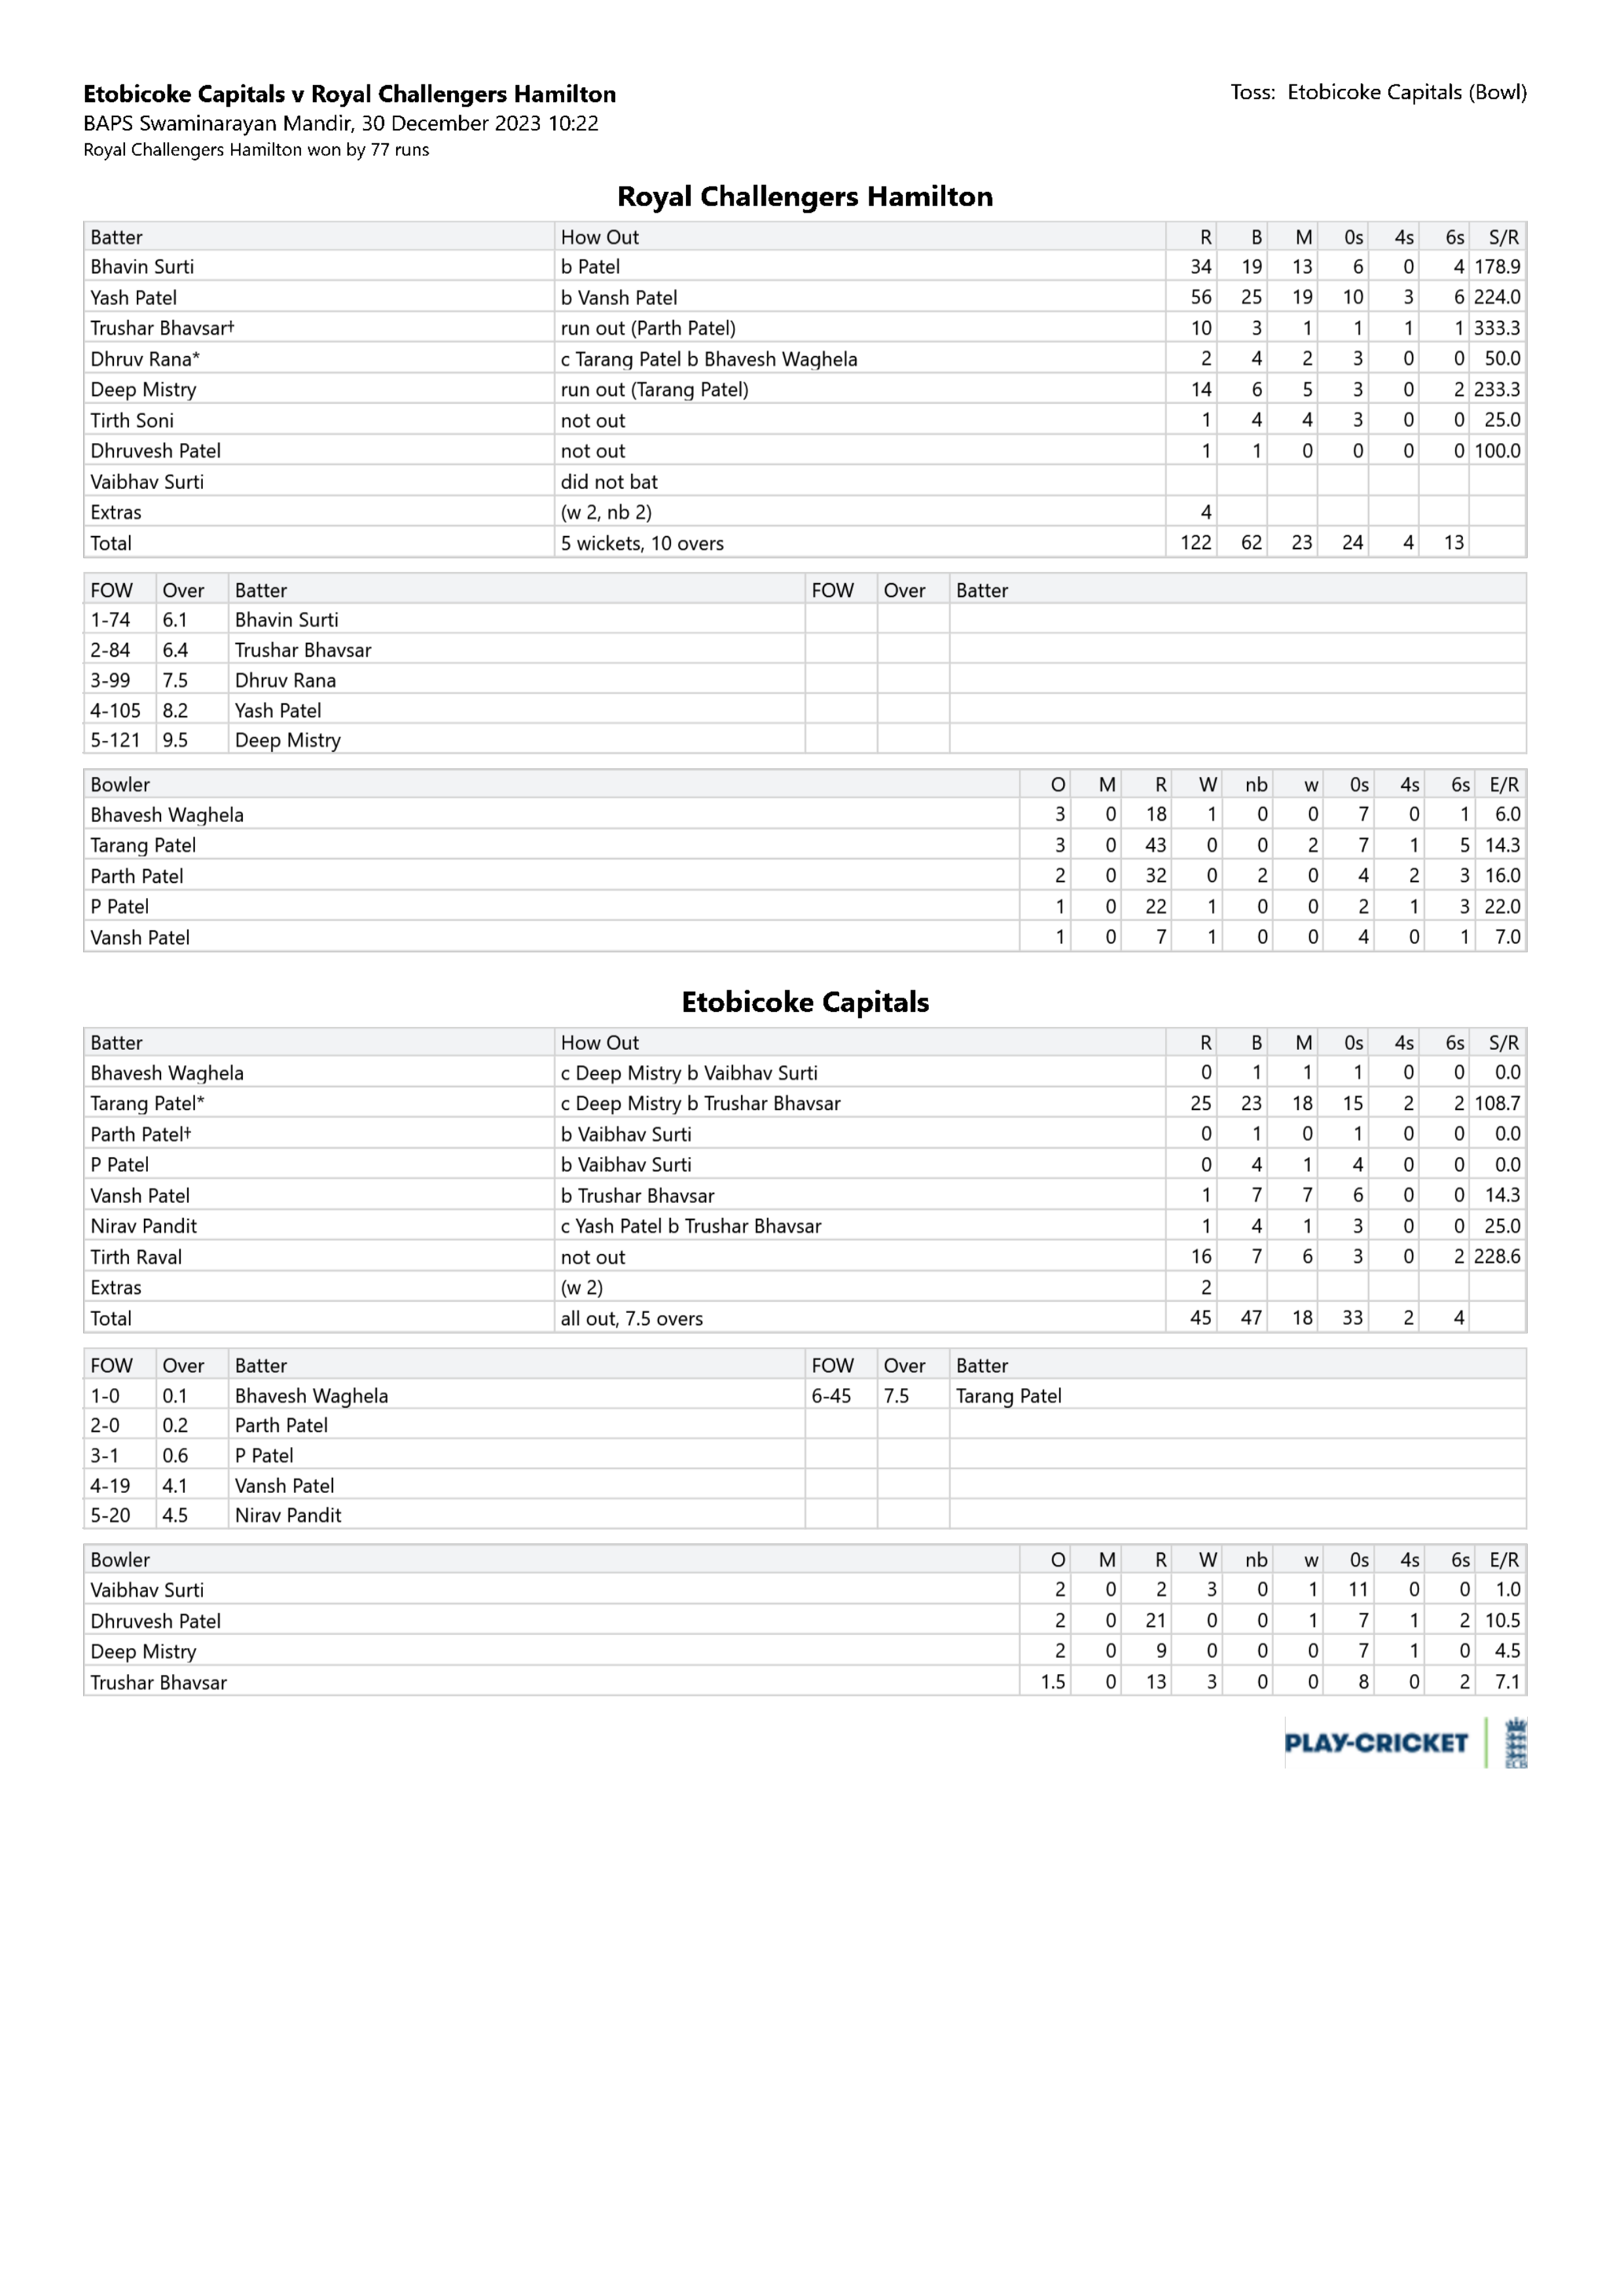 Etobicoke Capitals v Royal Challengers Hamilton
Toss: Etobicoke Capitals (Bowl)
BAPS Swaminarayan Mandir, 30 December 2023 10:22
Royal Challengers Hamilton won by 77 runs
Royal Challengers Hamilton
Batter How Out R B M 0s 4s 6s S/R
Bhavin Surti b Patel 34 19 13 6 0 4 178.9
Yash Patel b Vansh Patel 56 25 19 10 3 6 224.0
Trushar Bhavsar† run out (Parth Patel) 10 3 1 1 1 1 333.3
Dhruv Rana* c Tarang Patel b Bhavesh Waghela 2 4 2 3 0 0 50.0
Deep Mistry run out (Tarang Patel) 14 6 5 3 0 2 233.3
Tirth Soni not out 1 4 4 3 0 0 25.0
Dhruvesh Patel not out 1 1 0 0 0 0 100.0
Vaibhav Surti did not bat
Extras (w 2, nb 2) 4
Total 5 wickets, 10 overs 122 62 23 24 4 13
FOW Over Batter FOW Over Batter
1-74 6.1 Bhavin Surti
2-84 6.4 Trushar Bhavsar
3-99 7.5 Dhruv Rana
4-105 8.2 Yash Patel
5-121 9.5 Deep Mistry
Bowler O M R W nb w 0s 4s 6s E/R
Bhavesh Waghela 3 0 18 1 0 0 7 0 1 6.0
Tarang Patel 3 0 43 0 0 2 7 1 5 14.3
Parth Patel 2 0 32 0 2 0 4 2 3 16.0
P Patel 1 0 22 1 0 0 2 1 3 22.0
Vansh Patel 1 0 7 1 0 0 4 0 1 7.0
Etobicoke Capitals
Batter How Out R B M 0s 4s 6s S/R
Bhavesh Waghela c Deep Mistry b Vaibhav Surti 0 1 1 1 0 0 0.0
Tarang Patel* c Deep Mistry b Trushar Bhavsar 25 23 18 15 2 2 108.7
Parth Patel† b Vaibhav Surti 0 1 0 1 0 0 0.0
P Patel b Vaibhav Surti 0 4 1 4 0 0 0.0
Vansh Patel b Trushar Bhavsar 1 7 7 6 0 0 14.3
Nirav Pandit c Yash Patel b Trushar Bhavsar 1 4 1 3 0 0 25.0
Tirth Raval not out 16 7 6 3 0 2 228.6
Extras (w 2) 2
Total all out, 7.5 overs 45 47 18 33 2 4
FOW Over Batter FOW Over Batter
1-0 0.1 Bhavesh Waghela 6-45 7.5 Tarang Patel
2-0 0.2 Parth Patel
3-1 0.6 P Patel
4-19 4.1 Vansh Patel
5-20 4.5 Nirav Pandit
Bowler O M R W nb w 0s 4s 6s E/R
Vaibhav Surti 2 0 2 3 0 1 11 0 0 1.0
Dhruvesh Patel 2 0 21 0 0 1 7 1 2 10.5
Deep Mistry 2 0 9 0 0 0 7 1 0 4.5
Trushar Bhavsar 1.5 0 13 3 0 0 8 0 2 7.1
PLAY-CRICKET
ECB